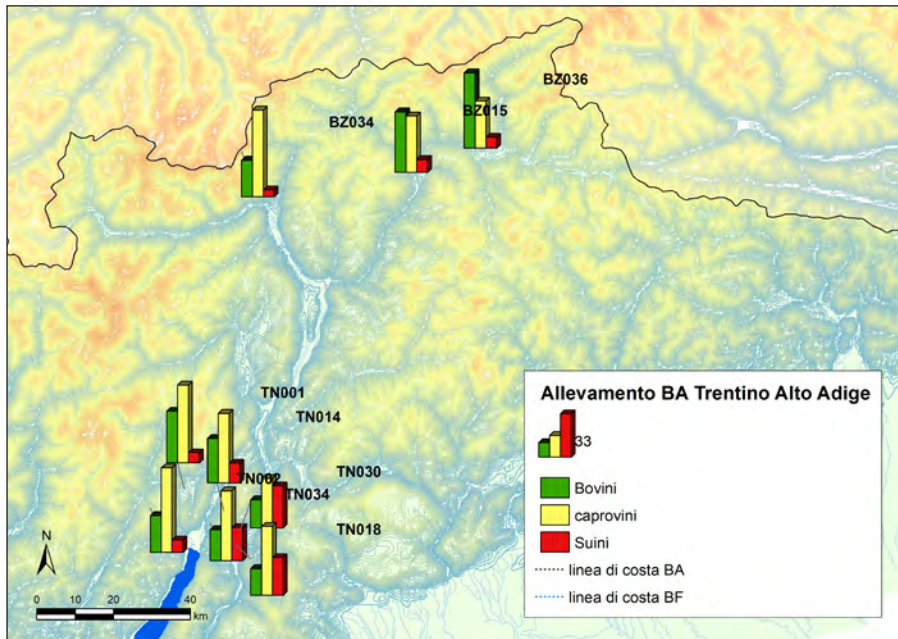 BZ036
BZ015
BZ034
TN001
TN014
TN002
TN030
TN034
TN018
N
0 10 20 40
km
Allevamento BA Trentino Alto Adige
33
Bovini
caprovini
Suini
linea di costa BA
linea di costa BF